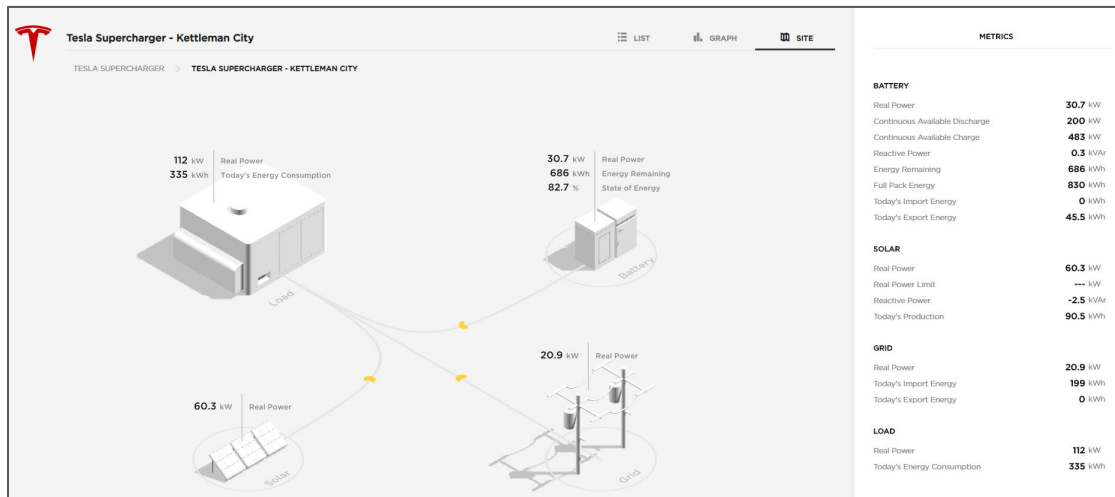 Tesla Supercharger - Kettleman City
LIST
GRAPH
SITE
TESLA SUPERCHARGER > TESLA SUPERCHARGER - KETTLEMAN CITY
112 kW Real Power
335 kWh Today's Energy Consumption
Load
30.7 kW Real Power
686 kWh Energy Remaining
82.7 % State of Energy
Battery
60.3 kW Real Power
Solar
20.9 kW Real Power
Grid
METRICS
BATTERY
Real Power 30.7 kW
Continuous Available Discharge 200 kW
Continuous Available Charge 483 kW
Reactive Power 0.3 kVAr
Energy Remaining 686 kWh
Full Pack Energy 830 kWh
Today's Import Energy 0 kWh
Today's Export Energy 45.5 kWh
SOLAR
Real Power 60.3 kW
Real Power Limit --- kW
Reactive Power -2.5 kVAr
Today's Production 90.5 kWh
GRID
Real Power 20.9 kW
Today's Import Energy 199 kWh
Today's Export Energy 0 kWh
LOAD
Real Power 112 kW
Today's Energy Consumption 335 kWh